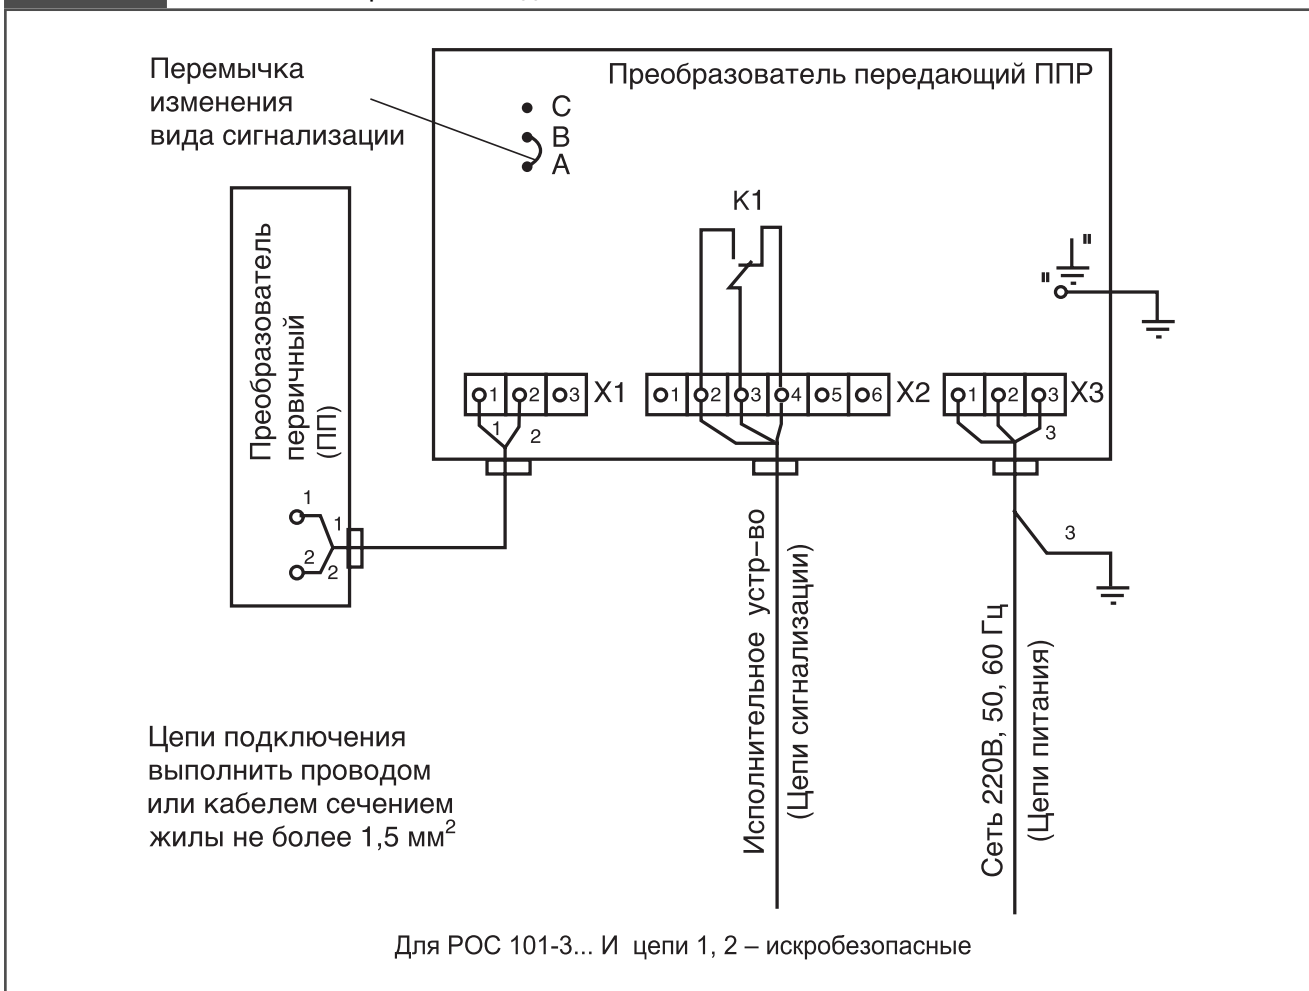 Перемычка
изменения
вида сигнализации
Преобразователь передающий ППР
C
B
A
K1
"
"
Преобразователь
первичный
(ПП)
1 2 3 X1
1 2 3 4 5 6 X2
1 2 3 X3
1 2
3
1
1
2
2
3
Исполнительное устр-во
(Цепи сигнализации)
Сеть 220В, 50, 60 Гц
(Цепи питания)
Цепи подключения
выполнить проводом
или кабелем сечением
жилы не более 1,5 мм²
Для РОС 101-3... И цепи 1, 2 – искробезопасные